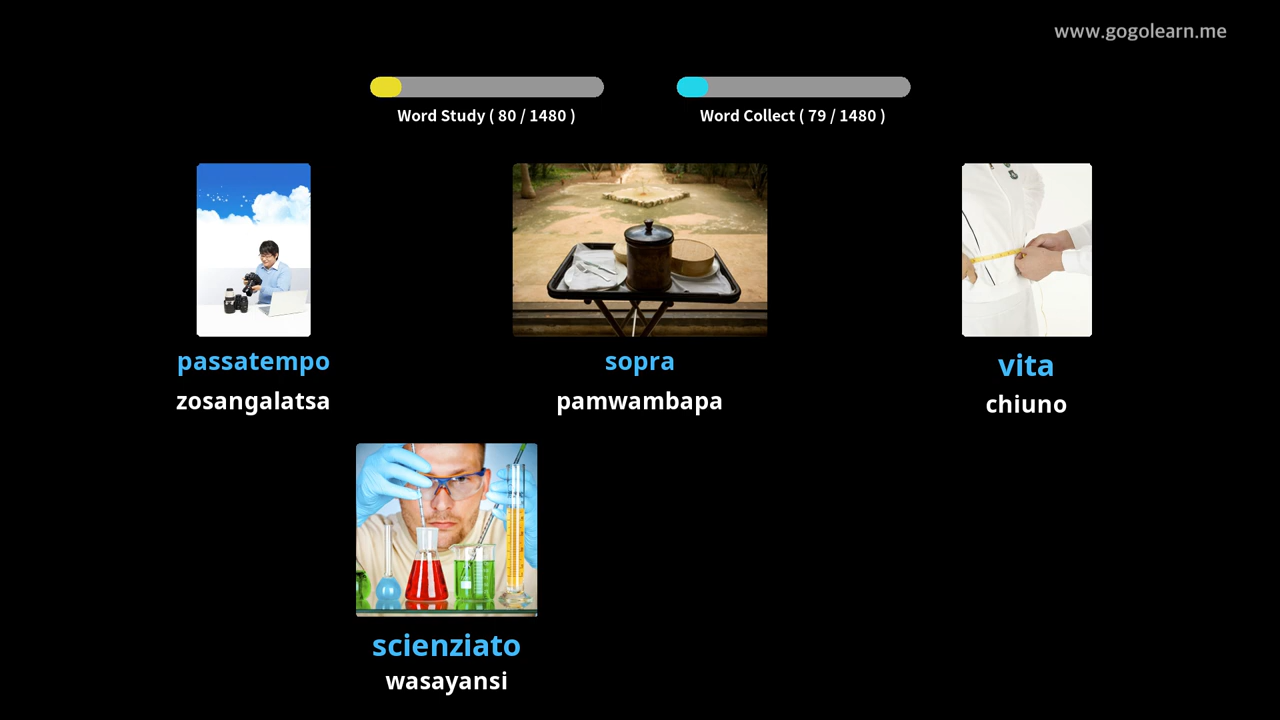 www.gogolearn.me
Word Study ( 80 / 1480 )
Word Collect ( 79 / 1480 )
passatempo
zosangalatsa
sopra
pamwambapa
vita
chiuno
scienziato
wasayansi